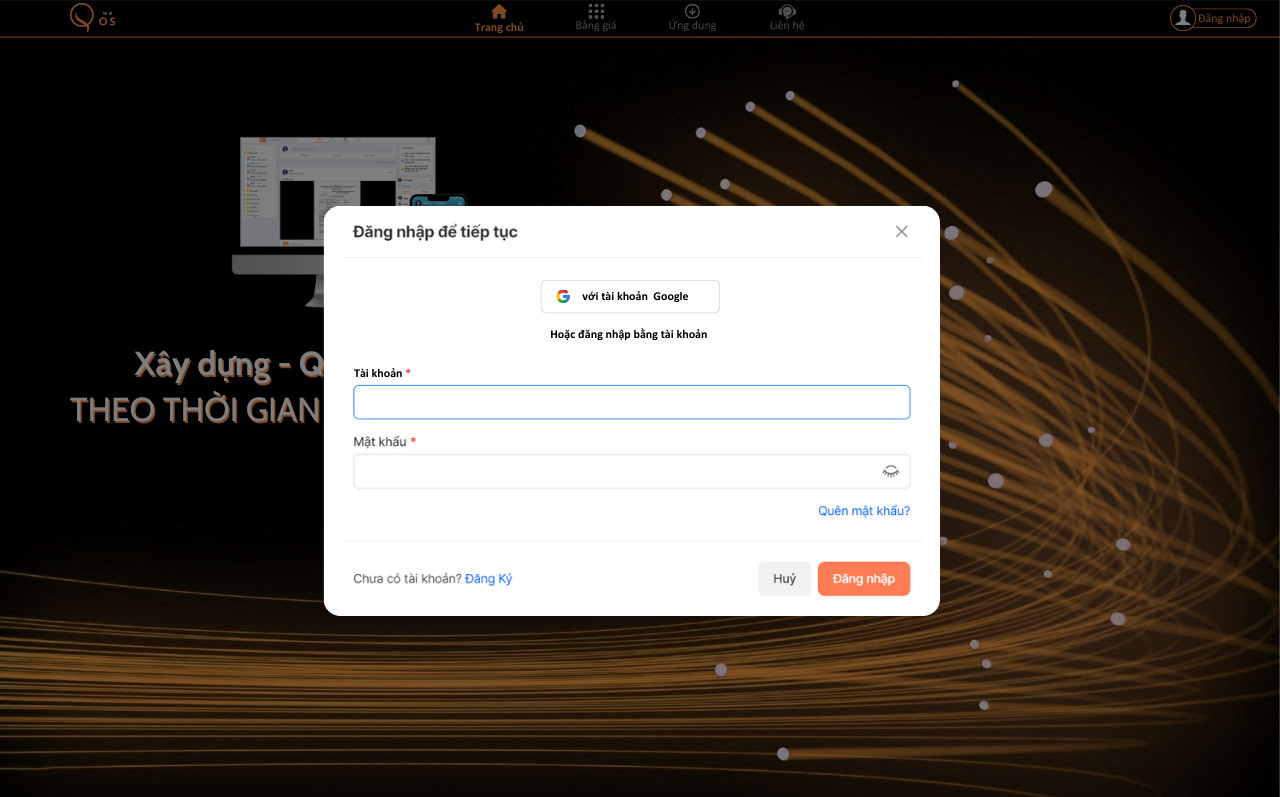 WE
OS
Trang chủ
Bảng giá
Ứng dụng
Liên hệ
Đăng nhập
Xây dựng - Q
THEO THỜI GIAN
Đăng nhập để tiếp tục
với tài khoản Google
Hoặc đăng nhập bằng tài khoản
Tài khoản *
Mật khẩu *
Quên mật khẩu?
Chưa có tài khoản? Đăng Ký
Huỷ
Đăng nhập